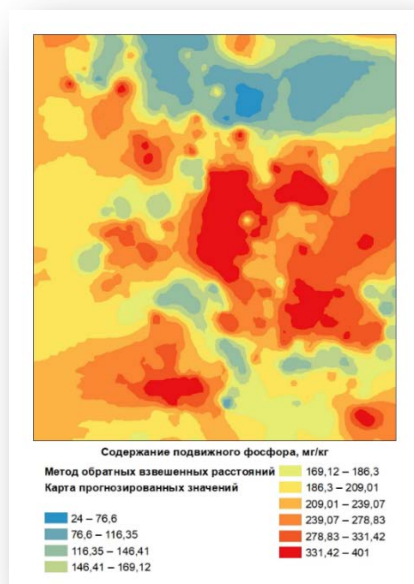 Содержание подвижного фосфора, мг/кг
Метод обратных взвешенных расстояний
Карта прогнозированных значений
24 – 76,6
76,6 – 116,35
116,35 – 146,41
146,41 – 169,12
169,12 – 186,3
186,3 – 209,01
209,01 – 239,07
239,07 – 278,83
278,83 – 331,42
331,42 – 401